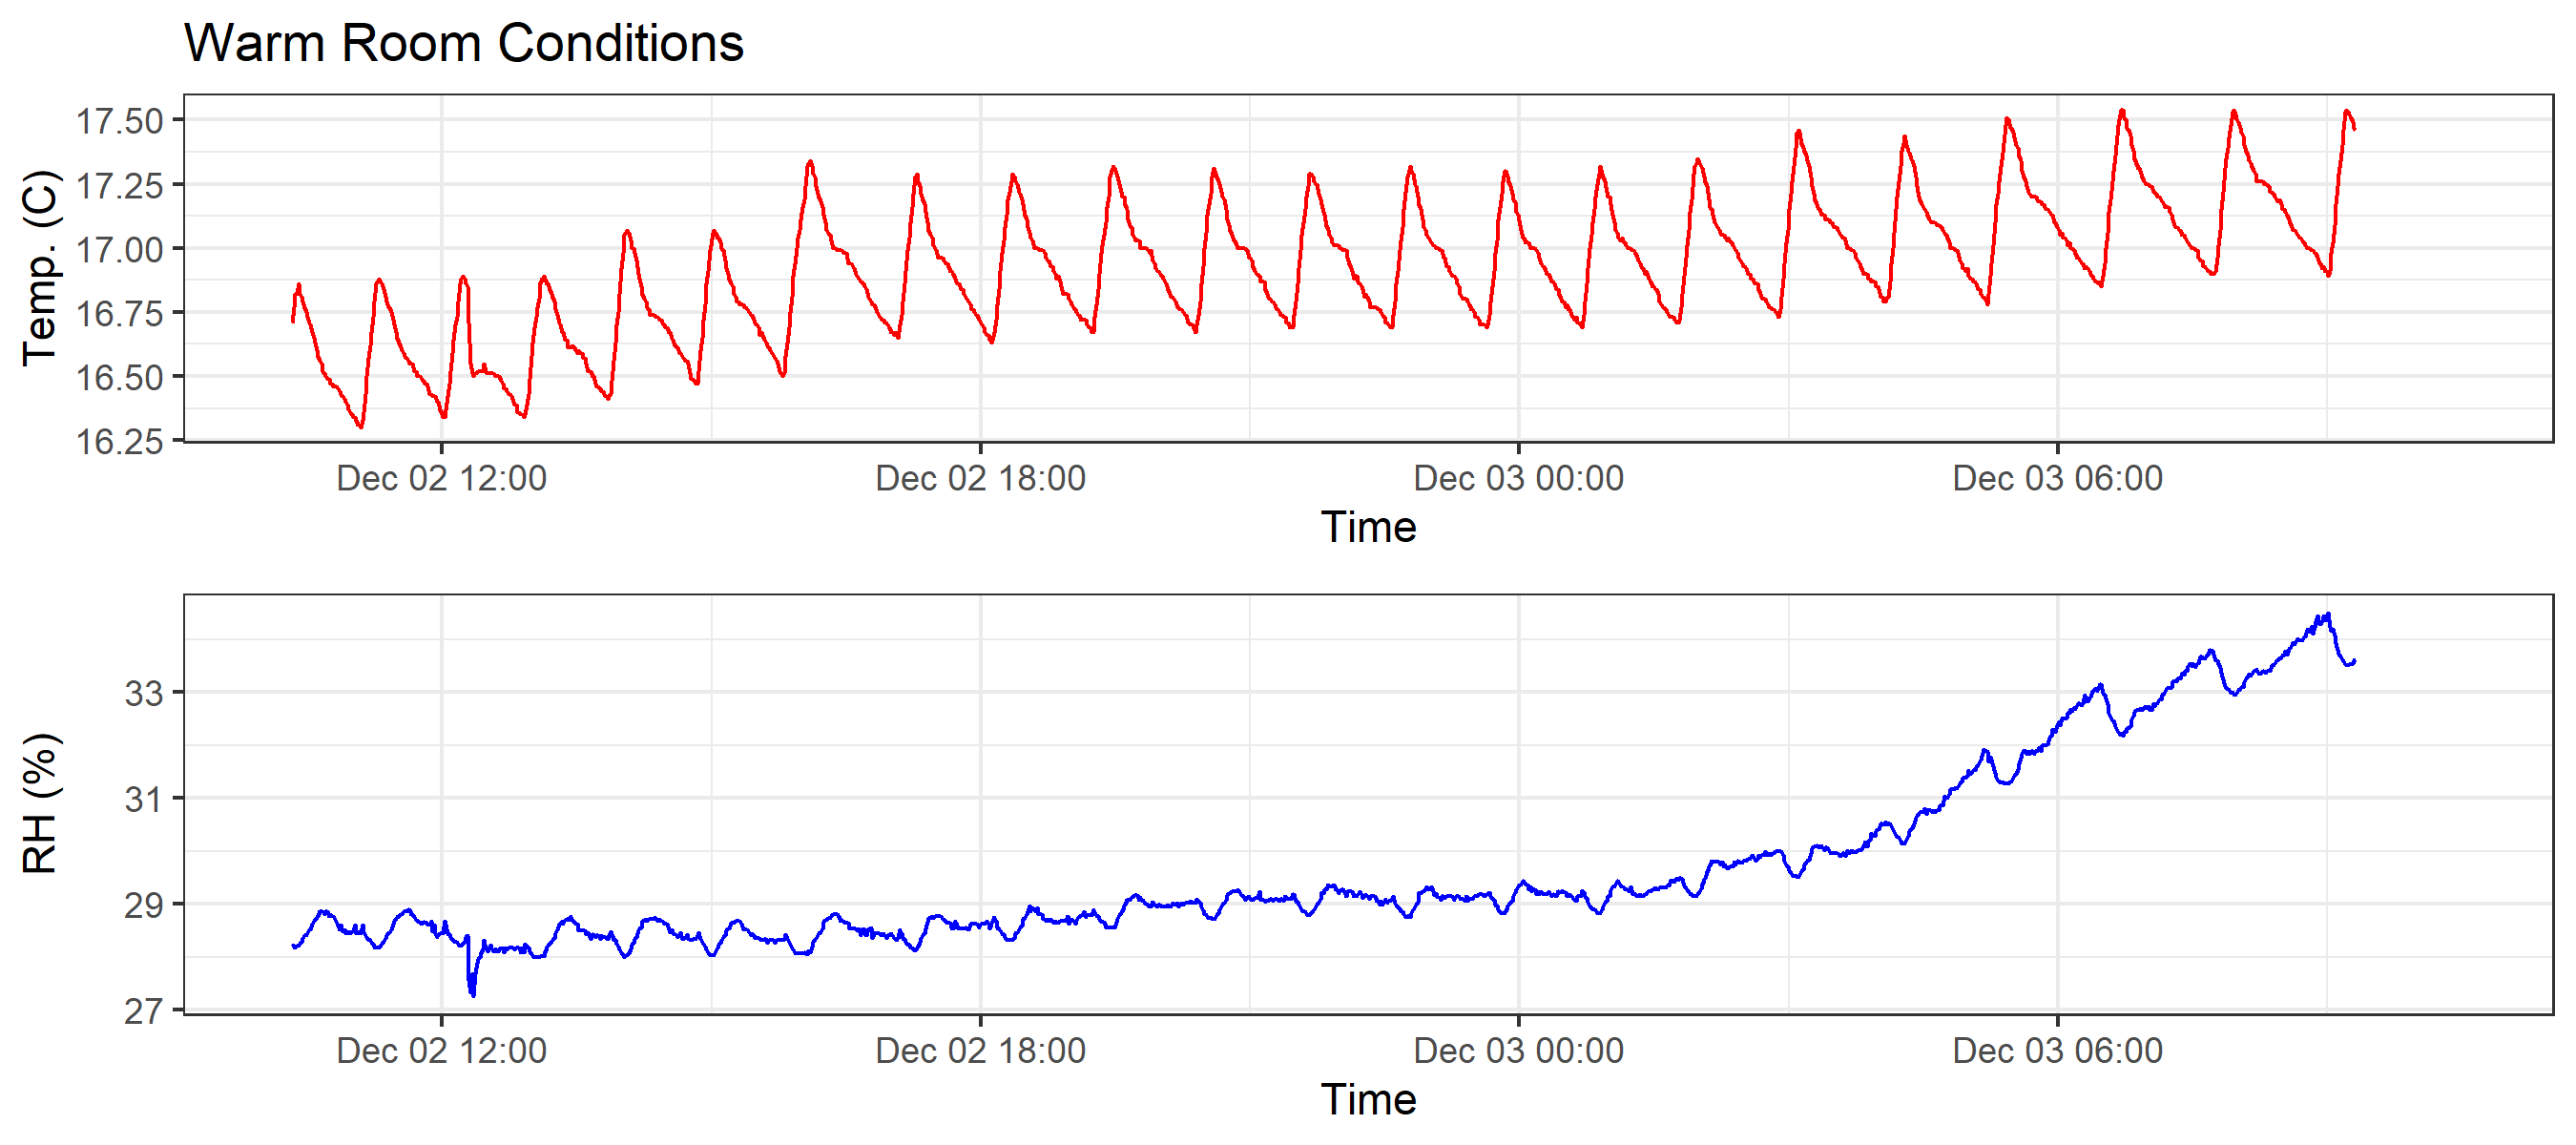 Warm Room Conditions
Temp. (C)
17.50
17.25
17.00
16.75
16.50
16.25
Dec 02 12:00 Dec 02 18:00 Dec 03 00:00 Dec 03 06:00
Time
RH (%)
33
31
29
27
Dec 02 12:00 Dec 02 18:00 Dec 03 00:00 Dec 03 06:00
Time